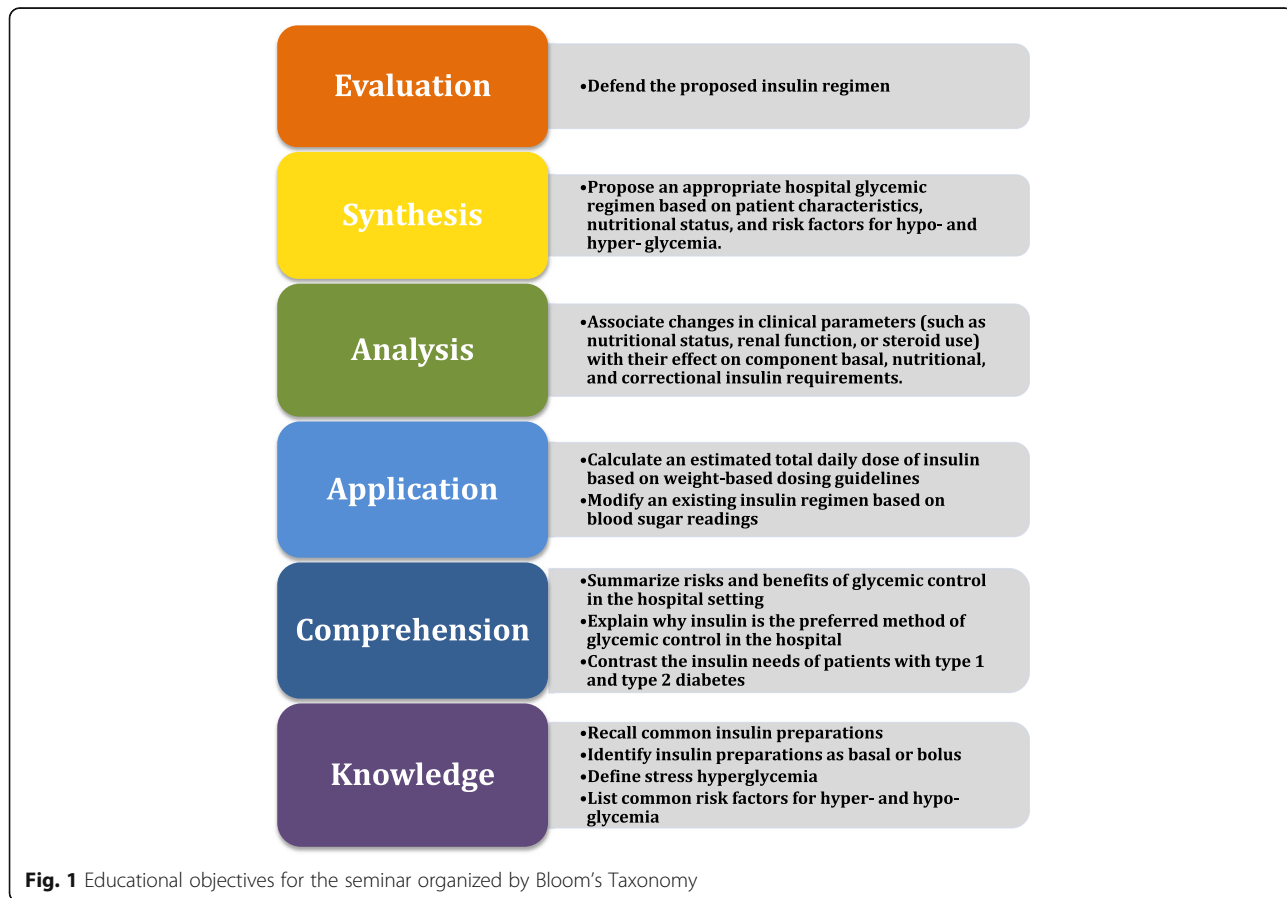 Evaluation
•Defend the proposed insulin regimen
Synthesis
•Propose an appropriate hospital glycemic
regimen based on patient characteristics,
nutritional status, and risk factors for hypo- and
hyper- glycemia.
Analysis
•Associate changes in clinical parameters (such as
nutritional status, renal function, or steroid use)
with their effect on component basal, nutritional,
and correctional insulin requirements.
Application
•Calculate an estimated total daily dose of insulin
based on weight-based dosing guidelines
•Modify an existing insulin regimen based on
blood sugar readings
Comprehension
•Summarize risks and benefits of glycemic control
in the hospital setting
•Explain why insulin is the preferred method of
glycemic control in the hospital
•Contrast the insulin needs of patients with type 1
and type 2 diabetes
Knowledge
•Recall common insulin preparations
•Identify insulin preparations as basal or bolus
•Define stress hyperglycemia
•List common risk factors for hyper- and hypo-
glycemia
Fig. 1 Educational objectives for the seminar organized by Bloom's Taxonomy